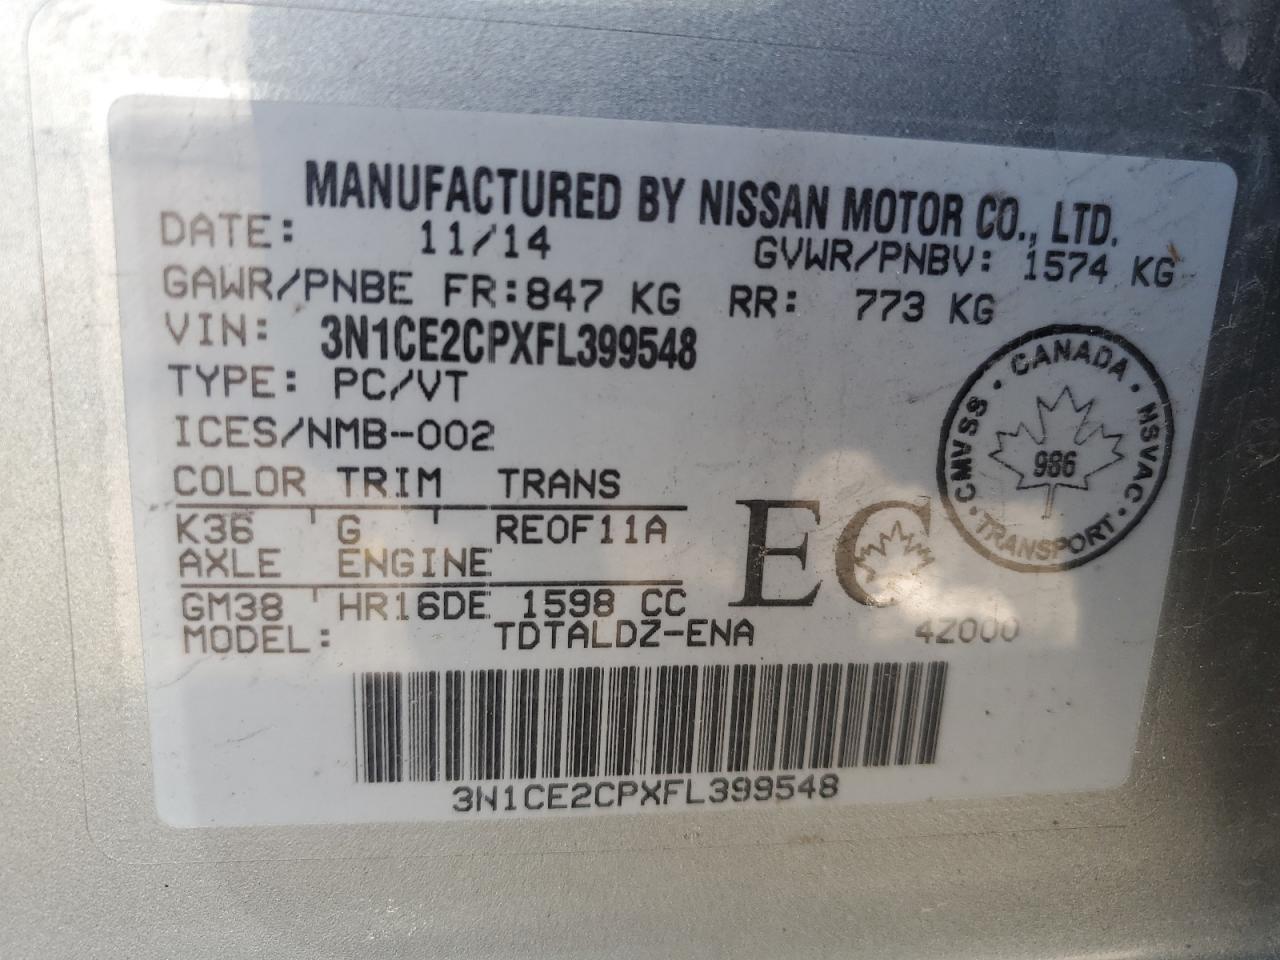 MANUFACTURED BY NISSAN MOTOR CO., LTD.
DATE: 11/14 GVWR/PNBV: 1574 KG
GAWR/PNBE FR:847 KG RR: 773 KG
VIN: 3N1CE2CPXFL399548
TYPE: PC/VT
ICES/NMB-002
COLOR TRIM TRANS
K36 G RE0F11A
AXLE ENGINE
GM38 HR16DE 1598 CC
MODEL: TDTALDZ-ENA 4Z000
EC
CANADA
CMVSS · NSVAC
986
TRANSPORT
3N1CE2CPXFL399548